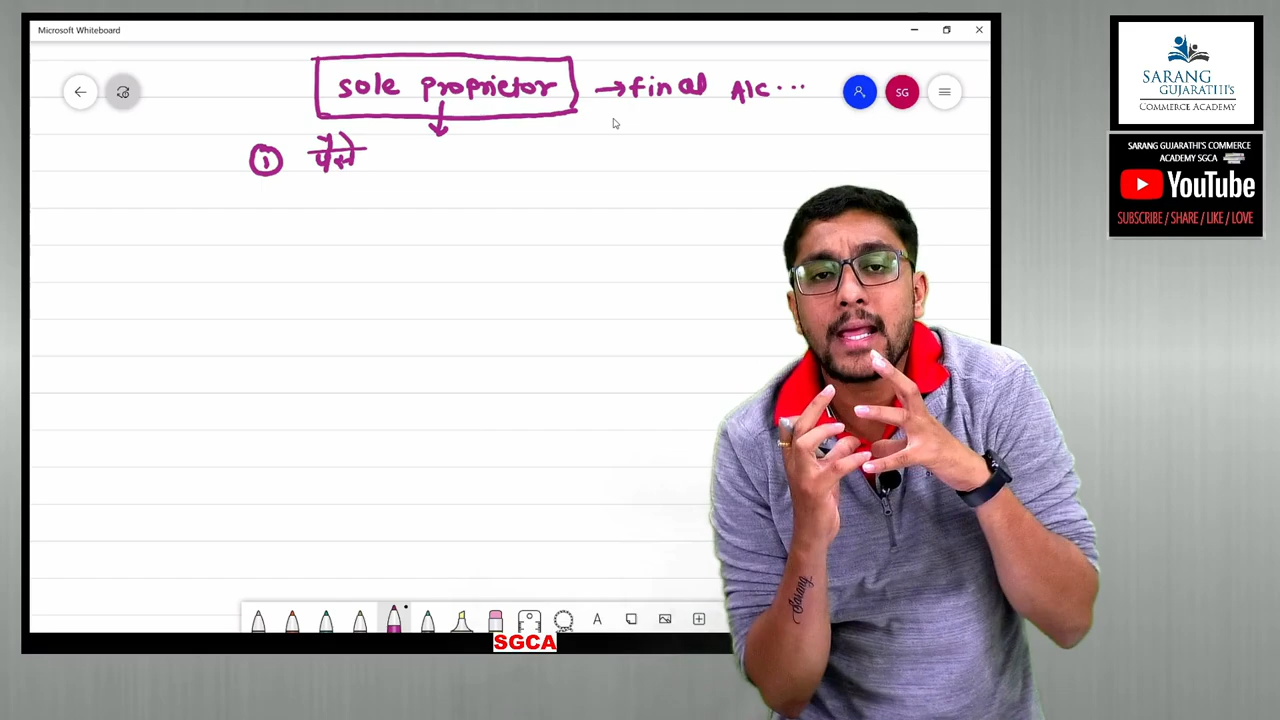 Microsoft Whiteboard
sole proprietor → final A/c ...
①
SG
A
SARANG
GUJARATHI'S
COMMERCE ACADEMY
SARANG GUJARATHI'S COMMERCE
ACADEMY SGCA
YouTube
SUBSCRIBE / SHARE / LIKE / LOVE
Sarang
SGCA